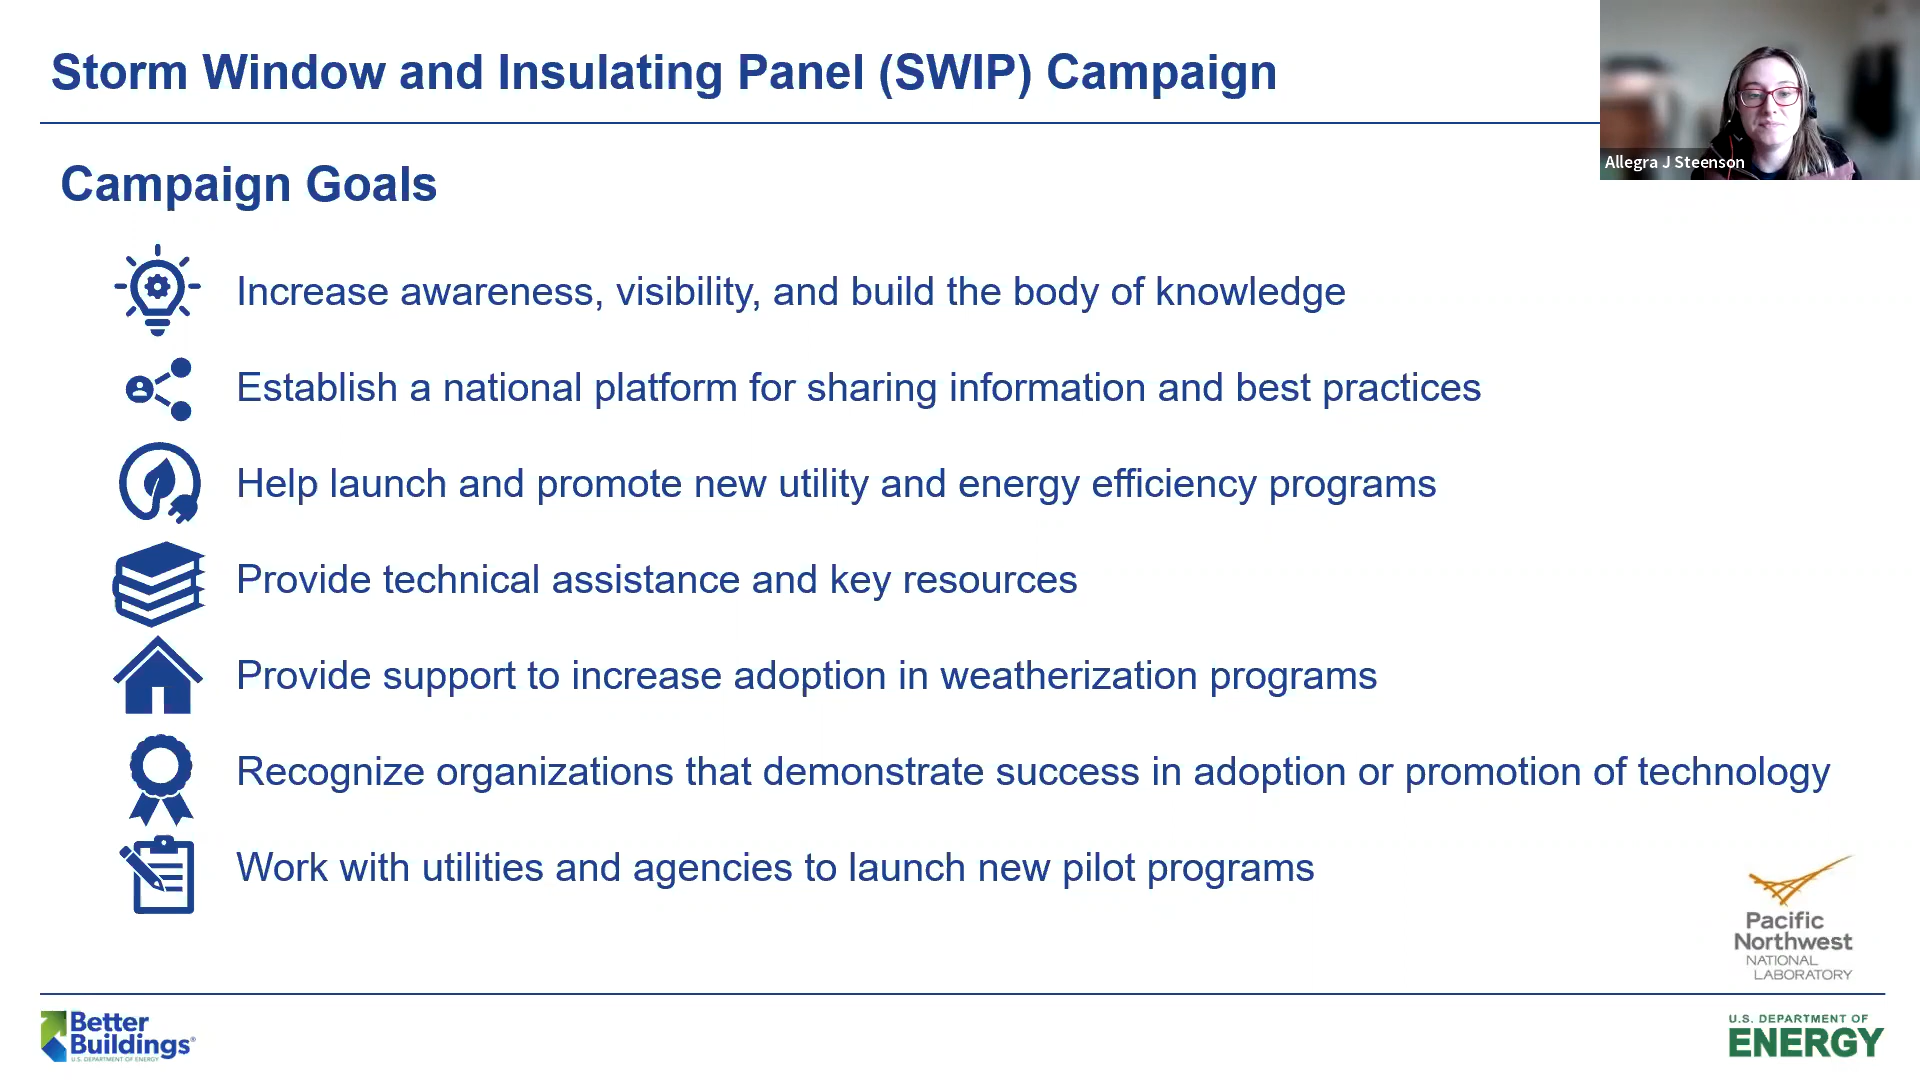 Storm Window and Insulating Panel (SWIP) Campaign
Allegra J Steenson
Campaign Goals
Increase awareness, visibility, and build the body of knowledge
Establish a national platform for sharing information and best practices
Help launch and promote new utility and energy efficiency programs
Provide technical assistance and key resources
Provide support to increase adoption in weatherization programs
Recognize organizations that demonstrate success in adoption or promotion of technology
Work with utilities and agencies to launch new pilot programs
Pacific
Northwest
NATIONAL
LABORATORY
Better
Buildings®
U.S. DEPARTMENT OF ENERGY
U.S. DEPARTMENT OF
ENERGY